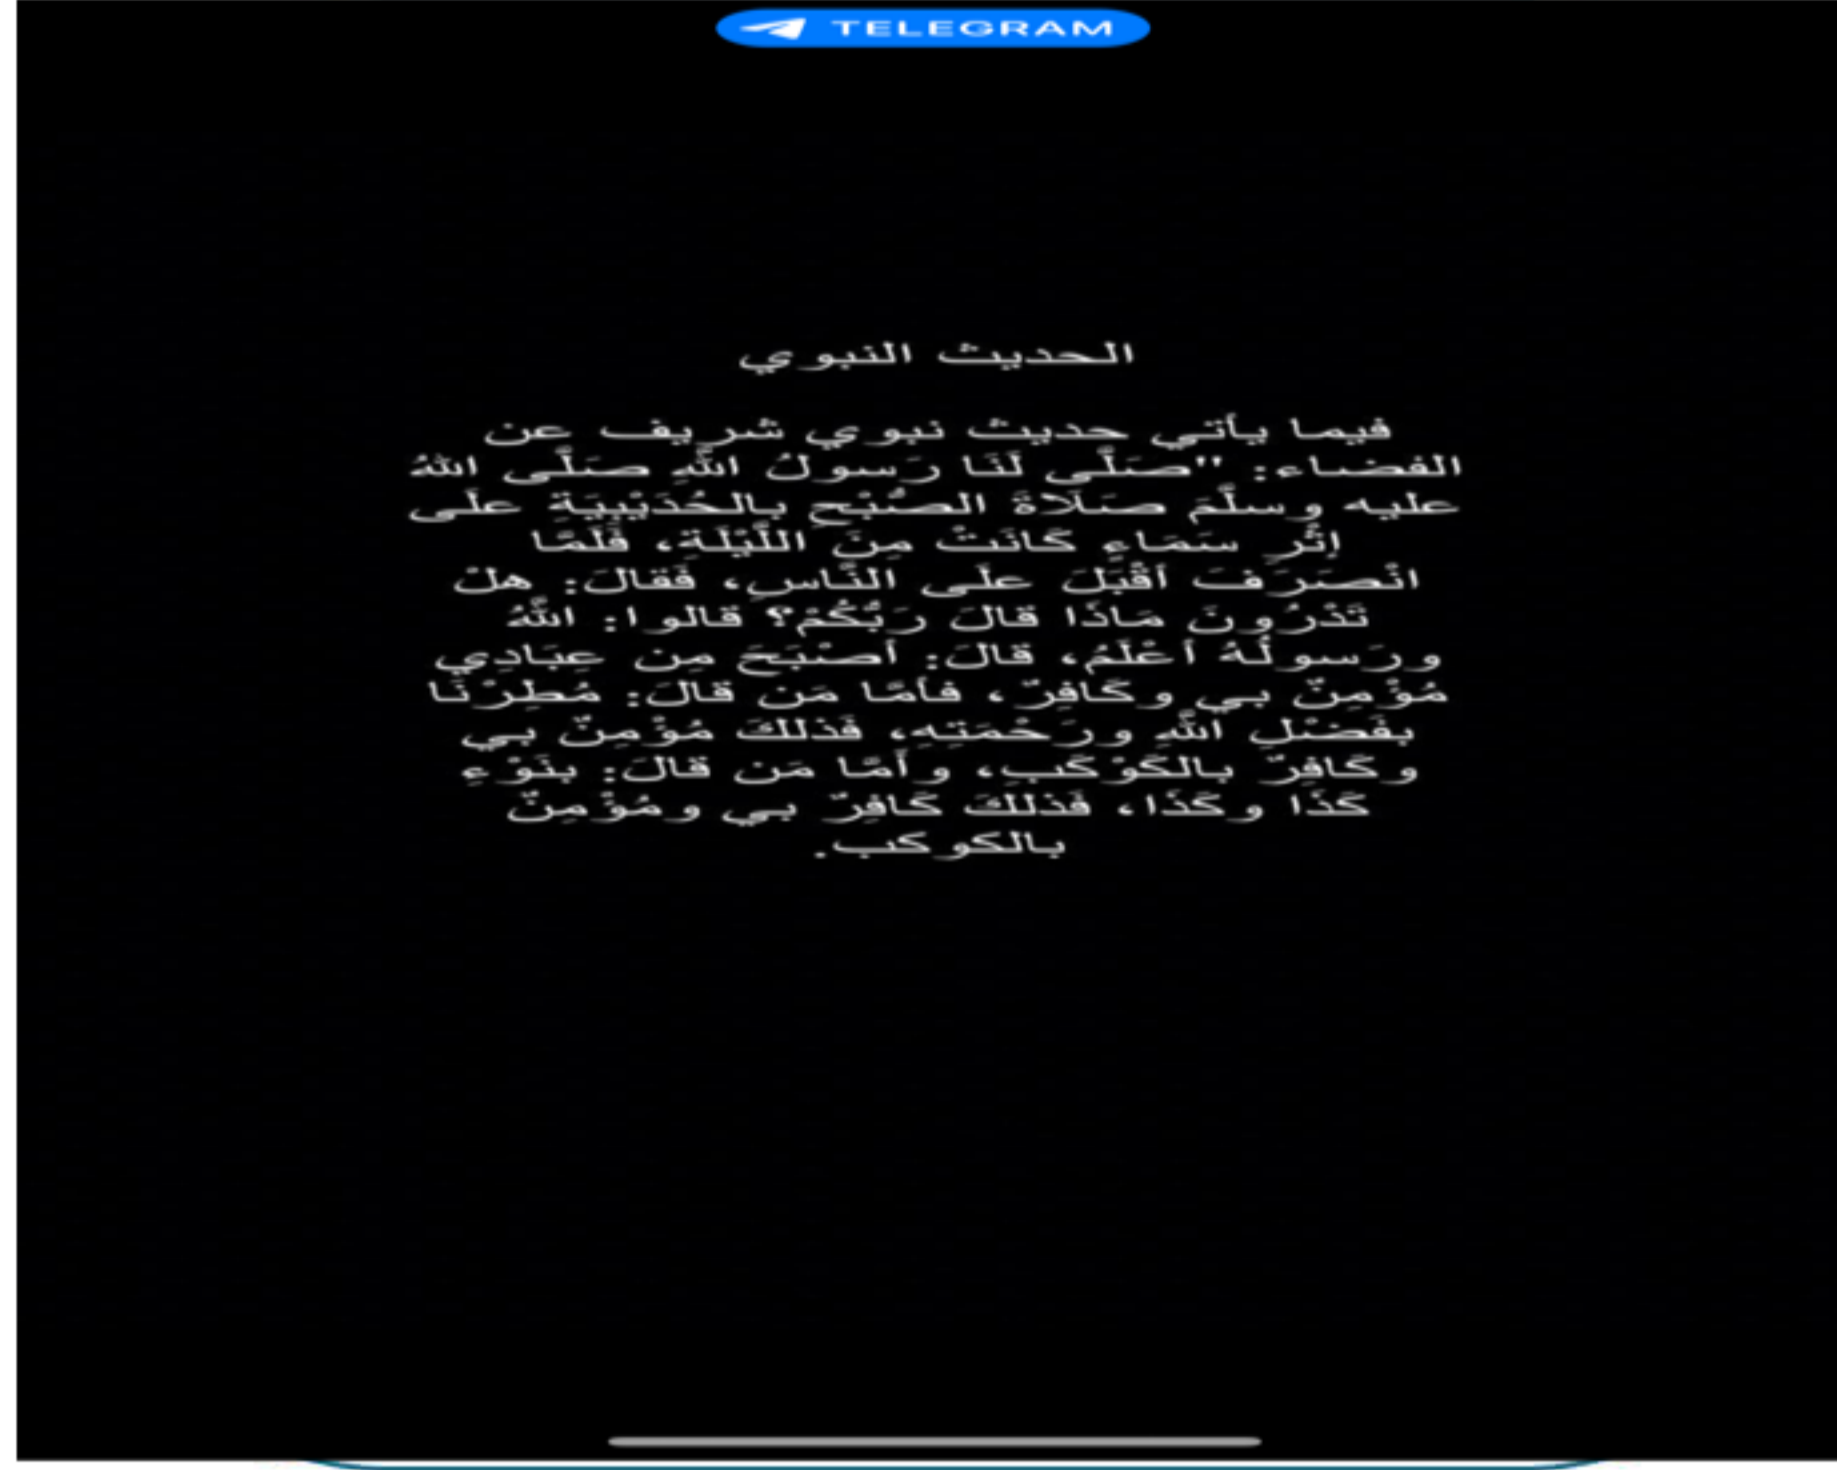 TELEGRAM
الحديث النبوي
فيما يأتي حديث نبوي شريف عن
الفضاء: "صَلَّى لَنَا رَسولُ اللَّهِ صَلَّى اللهُ
عليه وسلَّمَ صَلَاةَ الصُّبْحِ بالحُدَيْبِيَةِ علَى
إثْرِ سَمَاءٍ كَانَتْ مِنَ اللَّيْلَةِ، فَلَمَّا
انْصَرَفَ أقْبَلَ علَى النَّاسِ، فَقالَ: هلْ
تَدْرُونَ مَاذَا قالَ رَبُّكُمْ؟ قالوا: اللَّهُ
ورَسولُهُ أعْلَمُ، قالَ: أصْبَحَ مِن عِبَادِي
مُؤْمِنٌ بي وكَافِرٌ، فأمَّا مَن قالَ: مُطِرْنَا
بفَضْلِ اللَّهِ ورَحْمَتِهِ، فَذلكَ مُؤْمِنٌ بي
وكَافِرٌ بالكَوْكَبِ، وأَمَّا مَن قالَ: بنَوْءِ
كَذَا وكَذَا، فَذلكَ كَافِرٌ بي ومُؤْمِنٌ
بالكوكب.